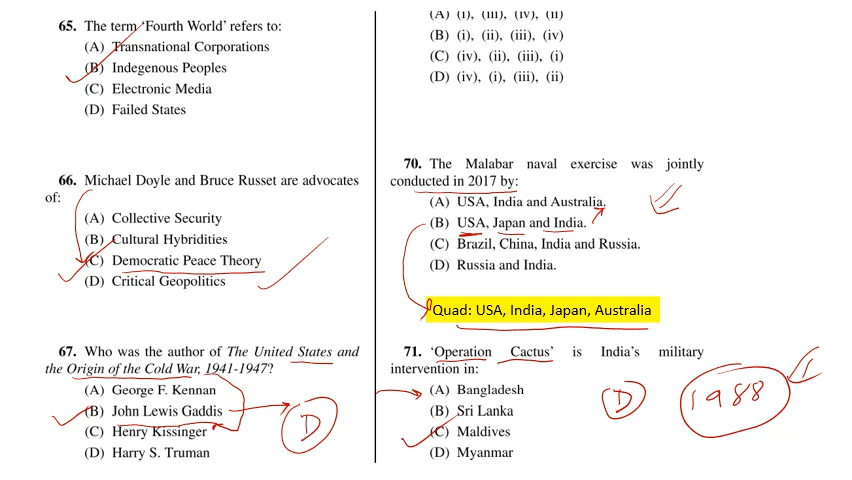 65. The term 'Fourth World' refers to:
(A) Transnational Corporations
(B) Indegenous Peoples
(C) Electronic Media
(D) Failed States
66. Michael Doyle and Bruce Russet are advocates
of:
(A) Collective Security
(B) Cultural Hybridities
(C) Democratic Peace Theory
(D) Critical Geopolitics
67. Who was the author of The United States and
the Origin of the Cold War, 1941-1947?
(A) George F. Kennan
(B) John Lewis Gaddis
(C) Henry Kissinger
(D) Harry S. Truman
D
(A) (i), (iii), (iv), (ii)
(B) (i), (ii), (iii), (iv)
(C) (iv), (ii), (iii), (i)
(D) (iv), (i), (iii), (ii)
70. The Malabar naval exercise was jointly
conducted in 2017 by:
(A) USA, India and Australia.
(B) USA, Japan and India.
(C) Brazil, China, India and Russia.
(D) Russia and India.
Quad: USA, India, Japan, Australia
71. 'Operation Cactus' is India's military
intervention in:
(A) Bangladesh
(B) Sri Lanka
(C) Maldives
(D) Myanmar
D
1988